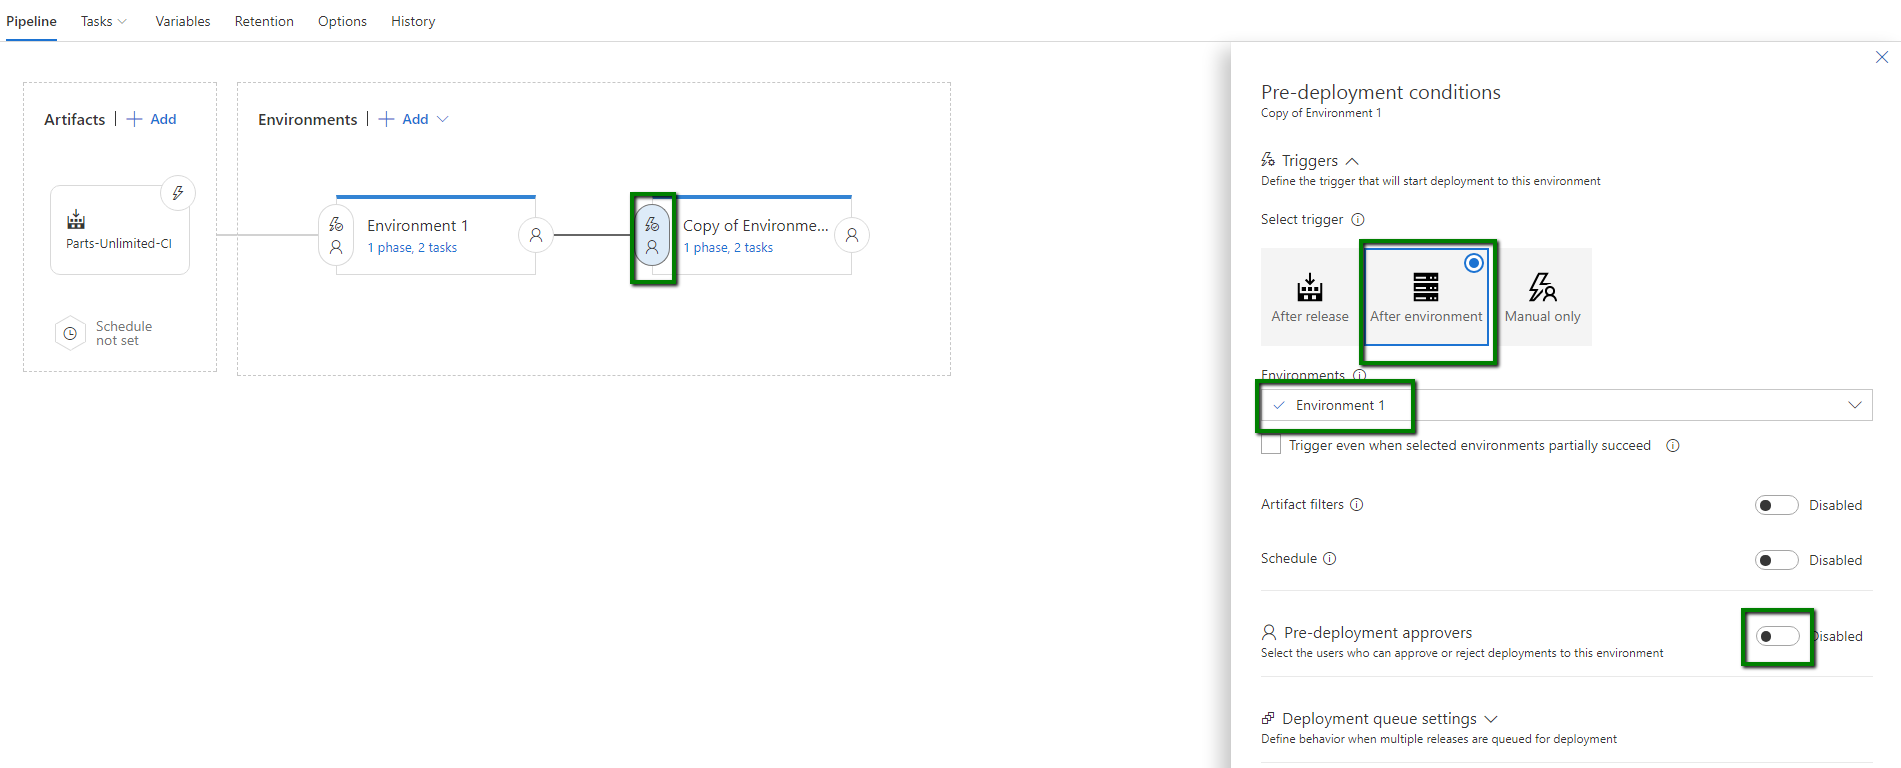 Pipeline Tasks Variables Retention Options History
Artifacts | + Add
Environments | + Add
Parts-Unlimited-CI
Schedule
not set
Environment 1
1 phase, 2 tasks
Copy of Environme...
1 phase, 2 tasks
Pre-deployment conditions
Copy of Environment 1
Triggers
Define the trigger that will start deployment to this environment
Select trigger
After release
After environment
Manual only
Environments
Environment 1
Trigger even when selected environments partially succeed
Artifact filters
Disabled
Schedule
Disabled
Pre-deployment approvers
Disabled
Select the users who can approve or reject deployments to this environment
Deployment queue settings
Define behavior when multiple releases are queued for deployment